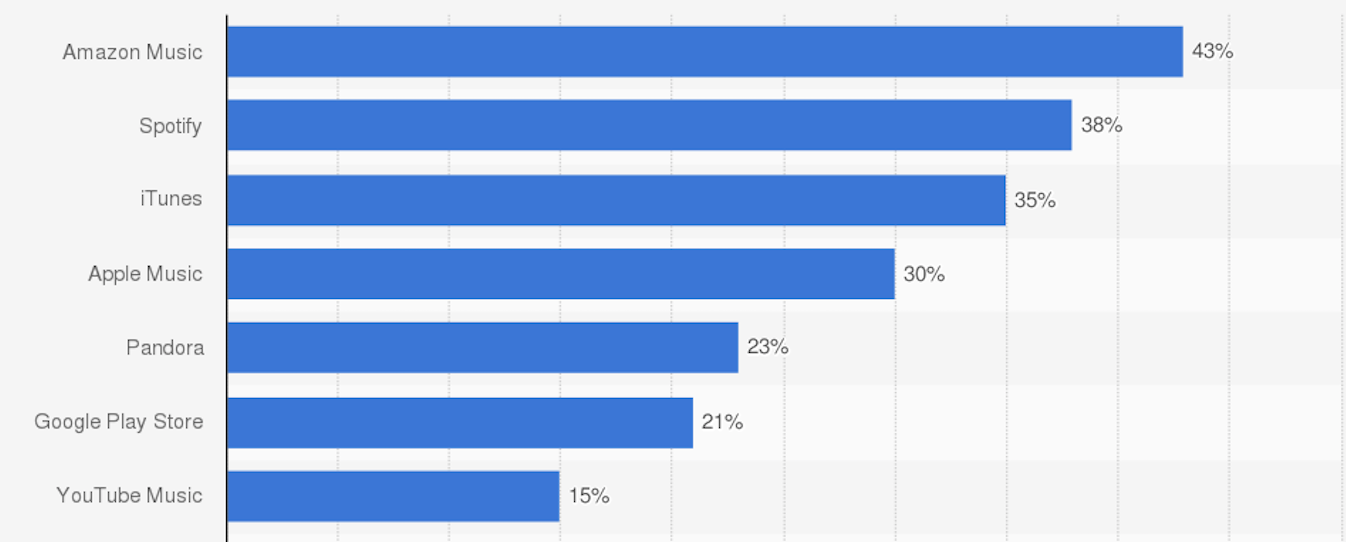 Amazon Music 43%
Spotify 38%
iTunes 35%
Apple Music 30%
Pandora 23%
Google Play Store 21%
YouTube Music 15%